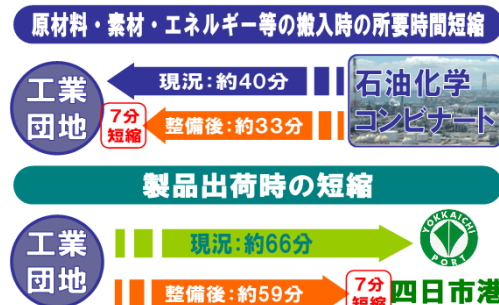 原材料・素材・エネルギー等の搬入時の所要時間短縮
工業
団地
現況:約40分
7分
短縮
整備後:約33分
石油化学
コンビナート
製品出荷時の短縮
工業
団地
現況:約66分
YOKKAICHI
PORT
整備後:約59分
7分
短縮
四日市港